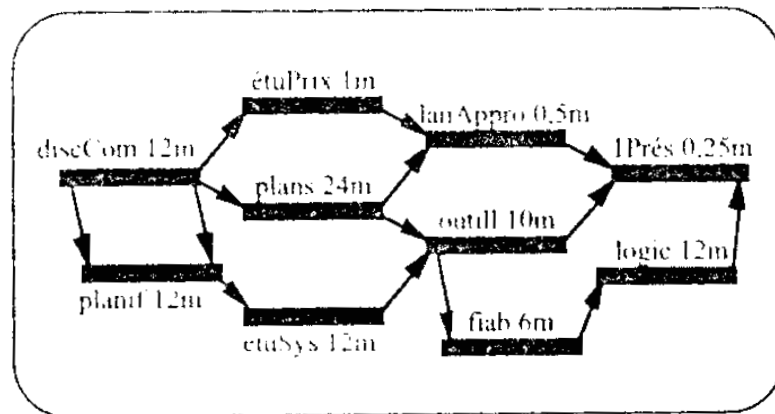 étuPrix 1m
lanAppro 0,5m
discCom 12m
1Prés 0,25m
plans 24m
outill 10m
logic 12m
planif 12m
fiab 6m
etuSys 12m